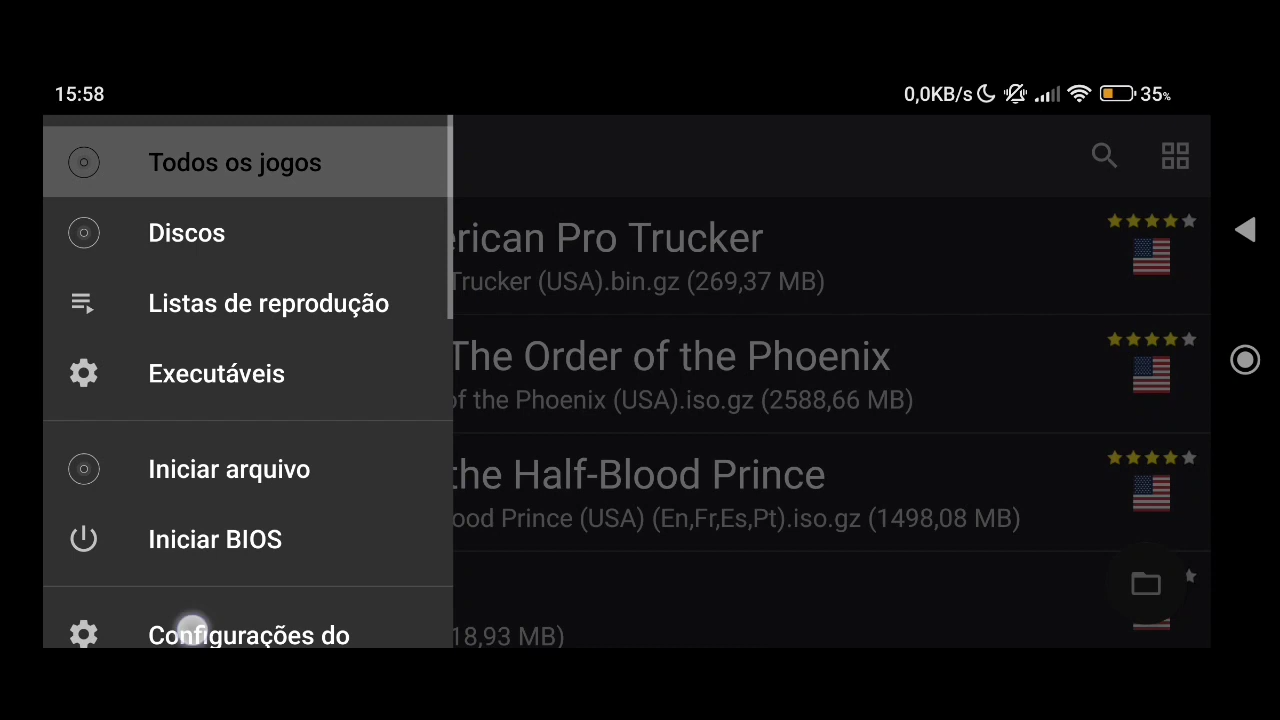 15:58
0,0KB/s
35%
Todos os jogos
Discos
Listas de reprodução
Executáveis
Iniciar arquivo
Iniciar BIOS
Configurações do
erican Pro Trucker
Trucker (USA).bin.gz (269,37 MB)
The Order of the Phoenix
of the Phoenix (USA).iso.gz (2588,66 MB)
the Half-Blood Prince
ood Prince (USA) (En,Fr,Es,Pt).iso.gz (1498,08 MB)
18,93 MB)